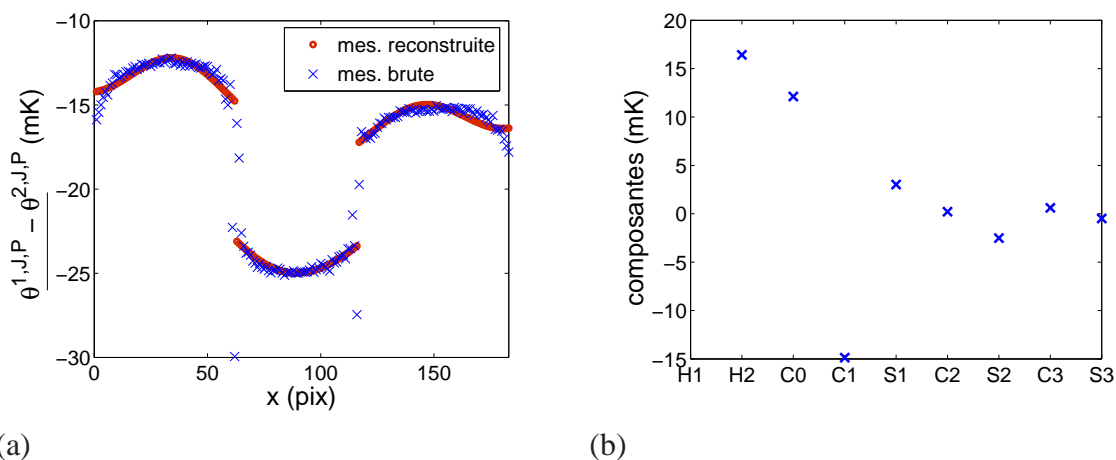 −10
−15
−20
−25
−30
θ^{1,J,P} − θ^{2,J,P} (mK)
0
50
100
150
x (pix)
mes. reconstruite
mes. brute
(a)
20
15
10
5
0
−5
−10
−15
composantes (mK)
H1 H2 C0 C1 S1 C2 S2 C3 S3
(b)